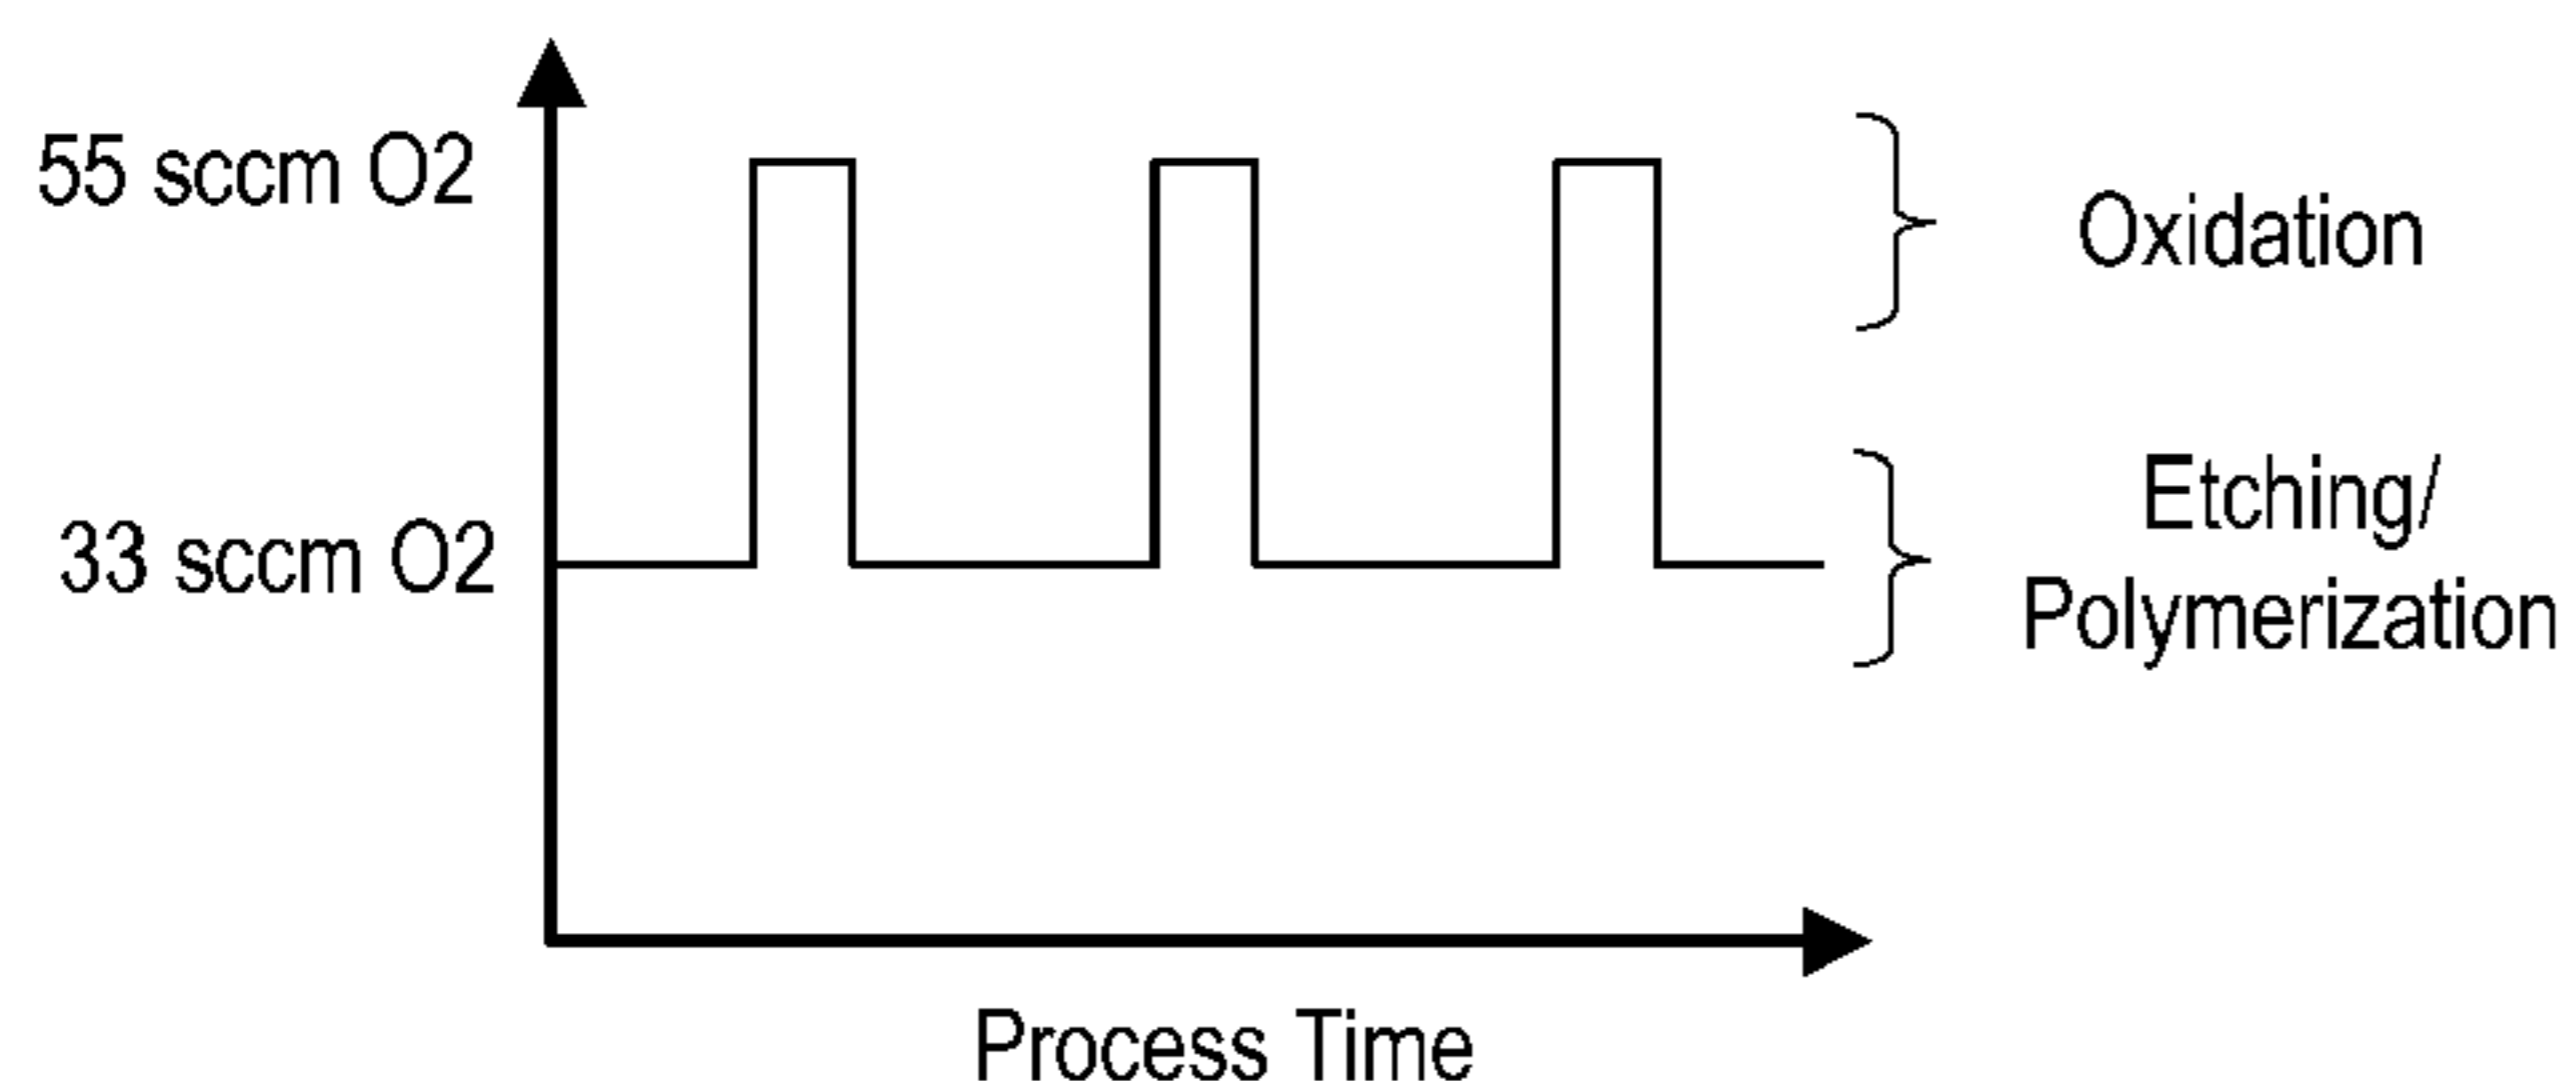 55 sccm O2
Oxidation
33 sccm O2
Etching/
Polymerization
Process Time